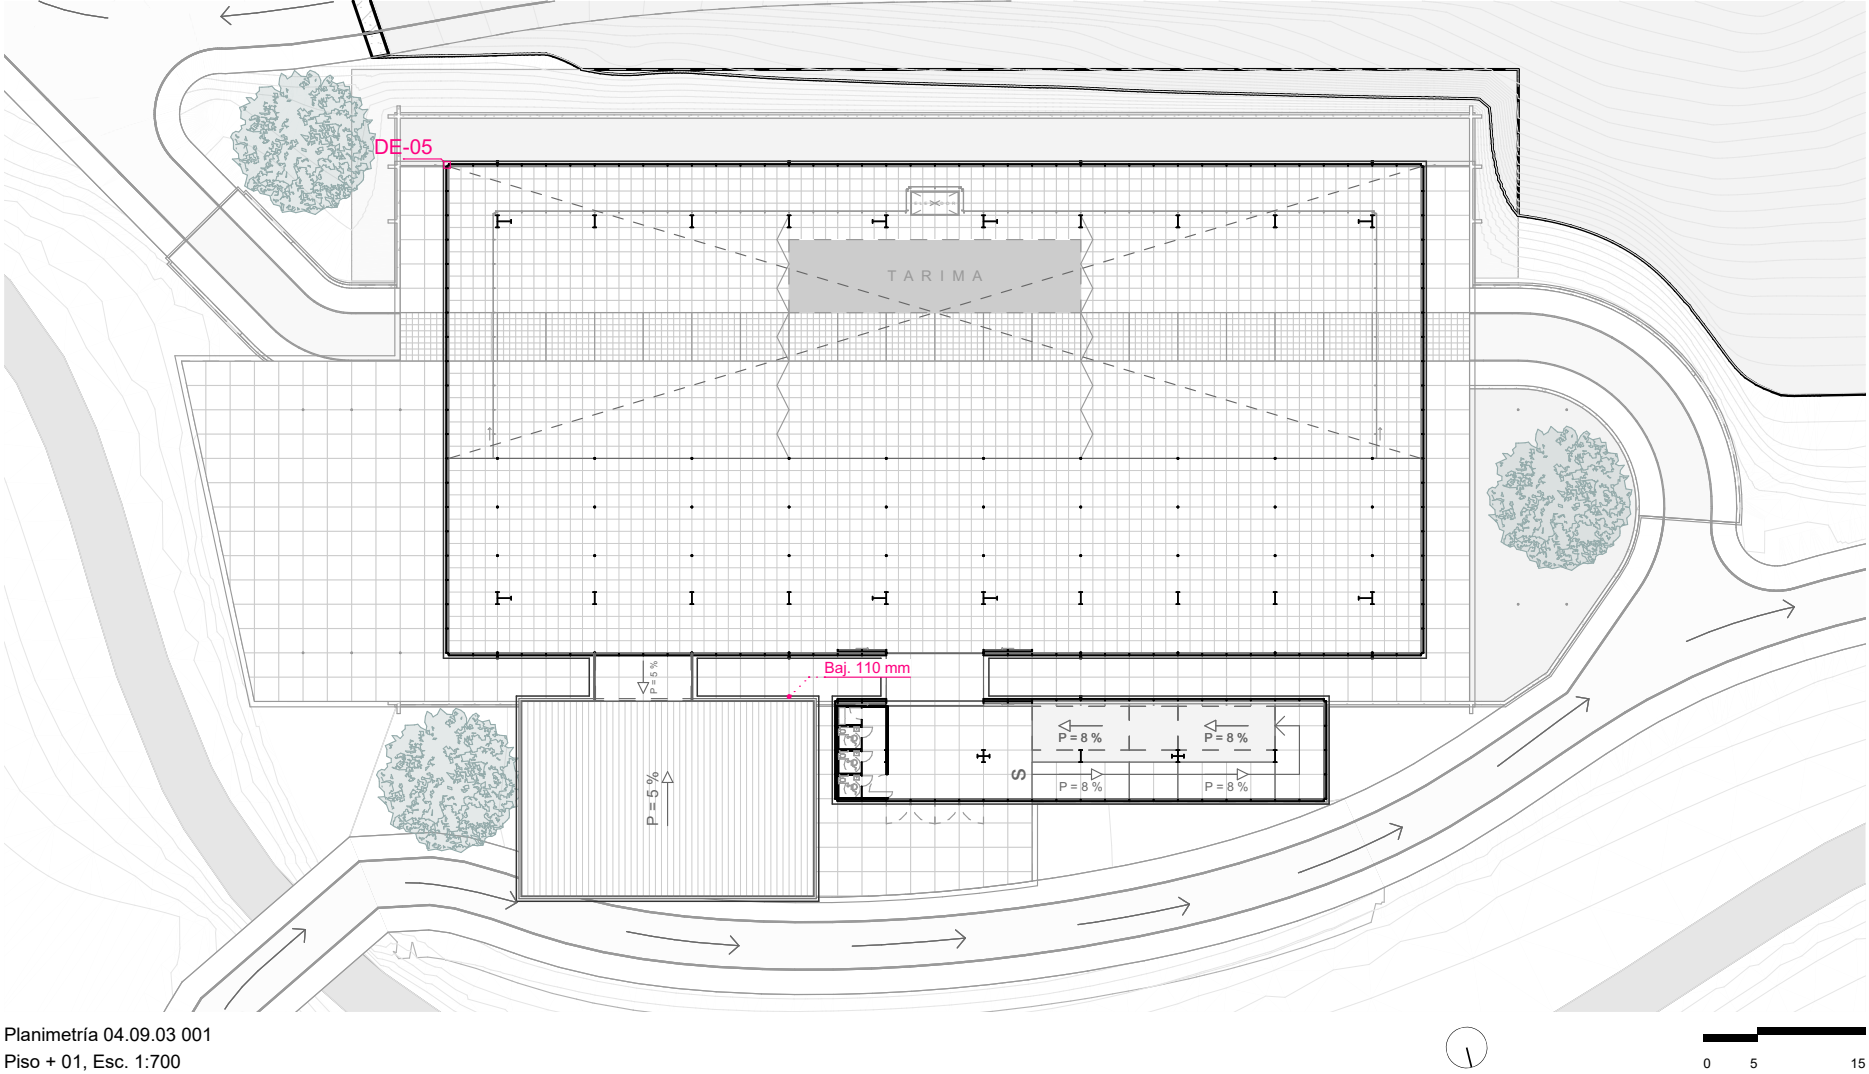 DE-05
TARIMA
P = 5 %
Baj. 110 mm
P = 8 %
P = 8 %
S
P = 8 %
P = 8 %
P = 5 %
Planimetría 04.09.03 001
Piso + 01, Esc. 1:700
0 5 15